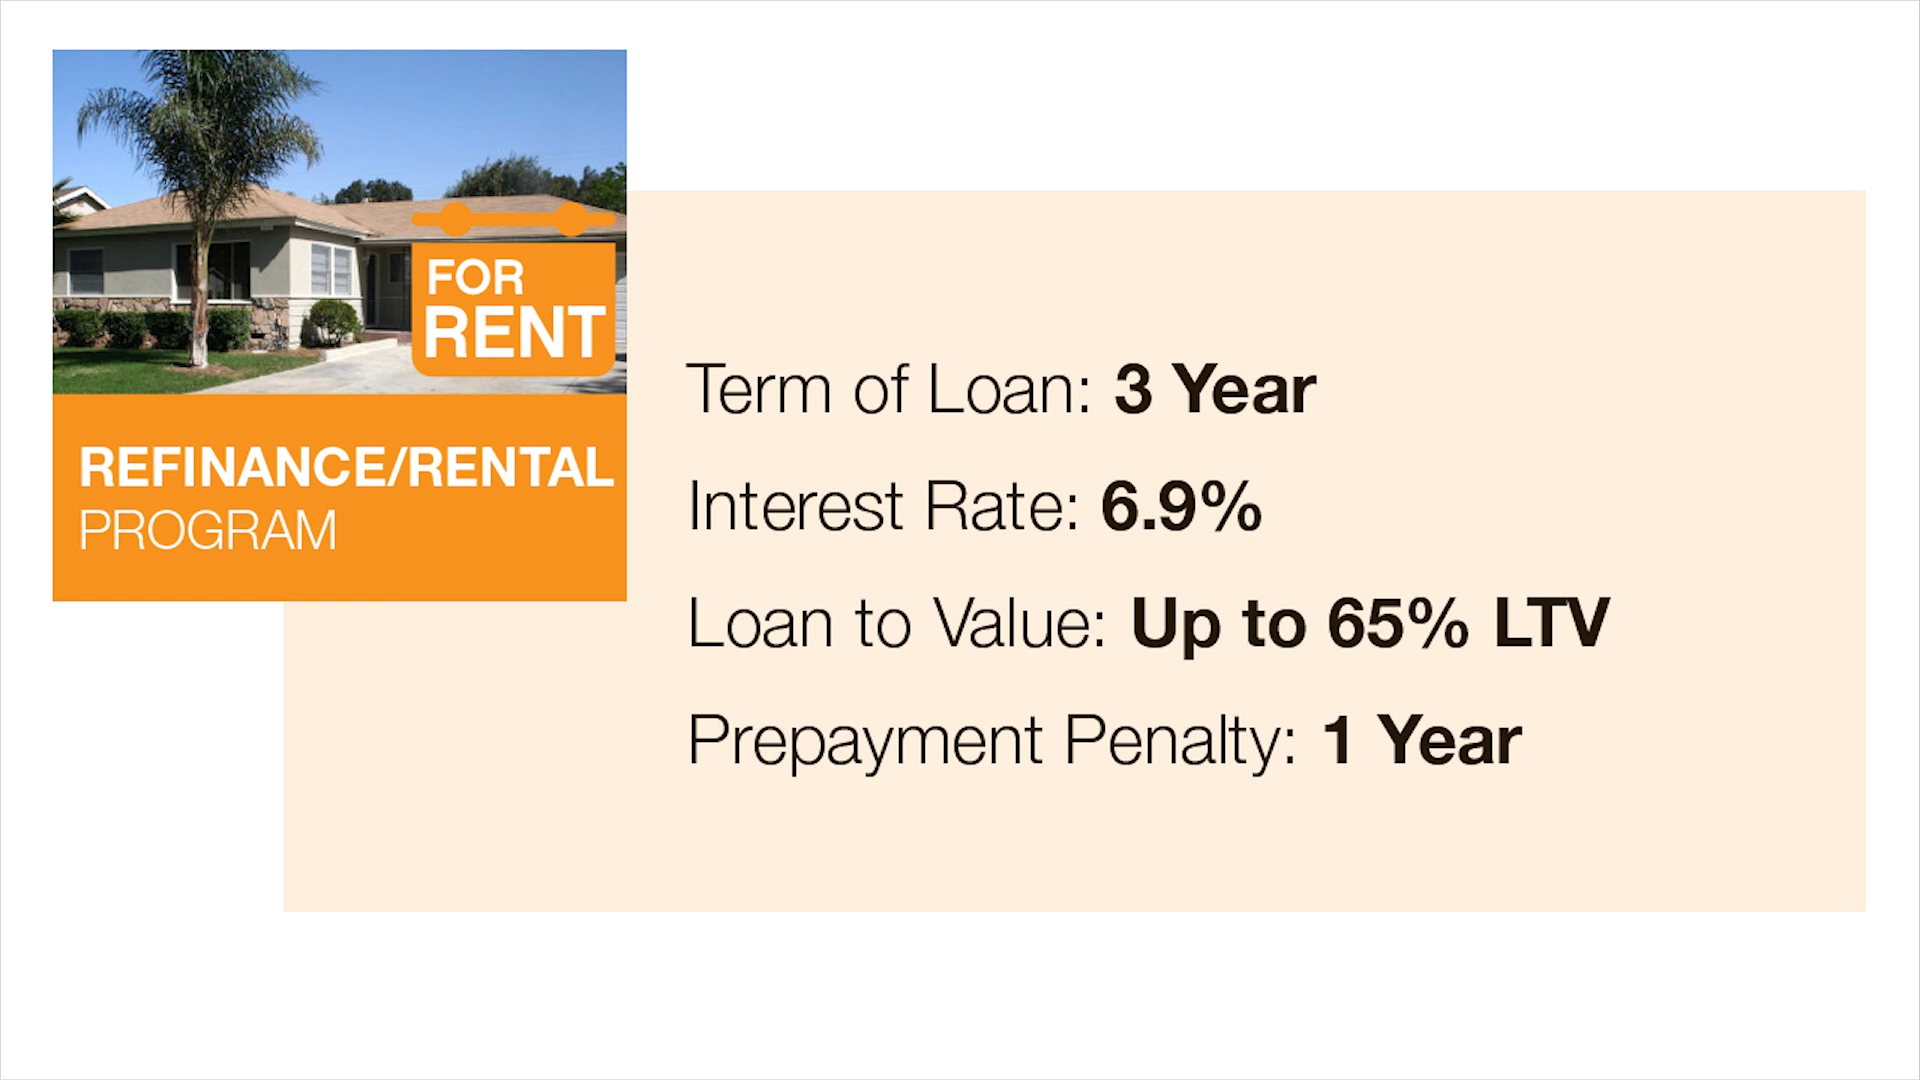 FOR
RENT
REFINANCE/RENTAL
PROGRAM
Term of Loan: 3 Year
Interest Rate: 6.9%
Loan to Value: Up to 65% LTV
Prepayment Penalty: 1 Year